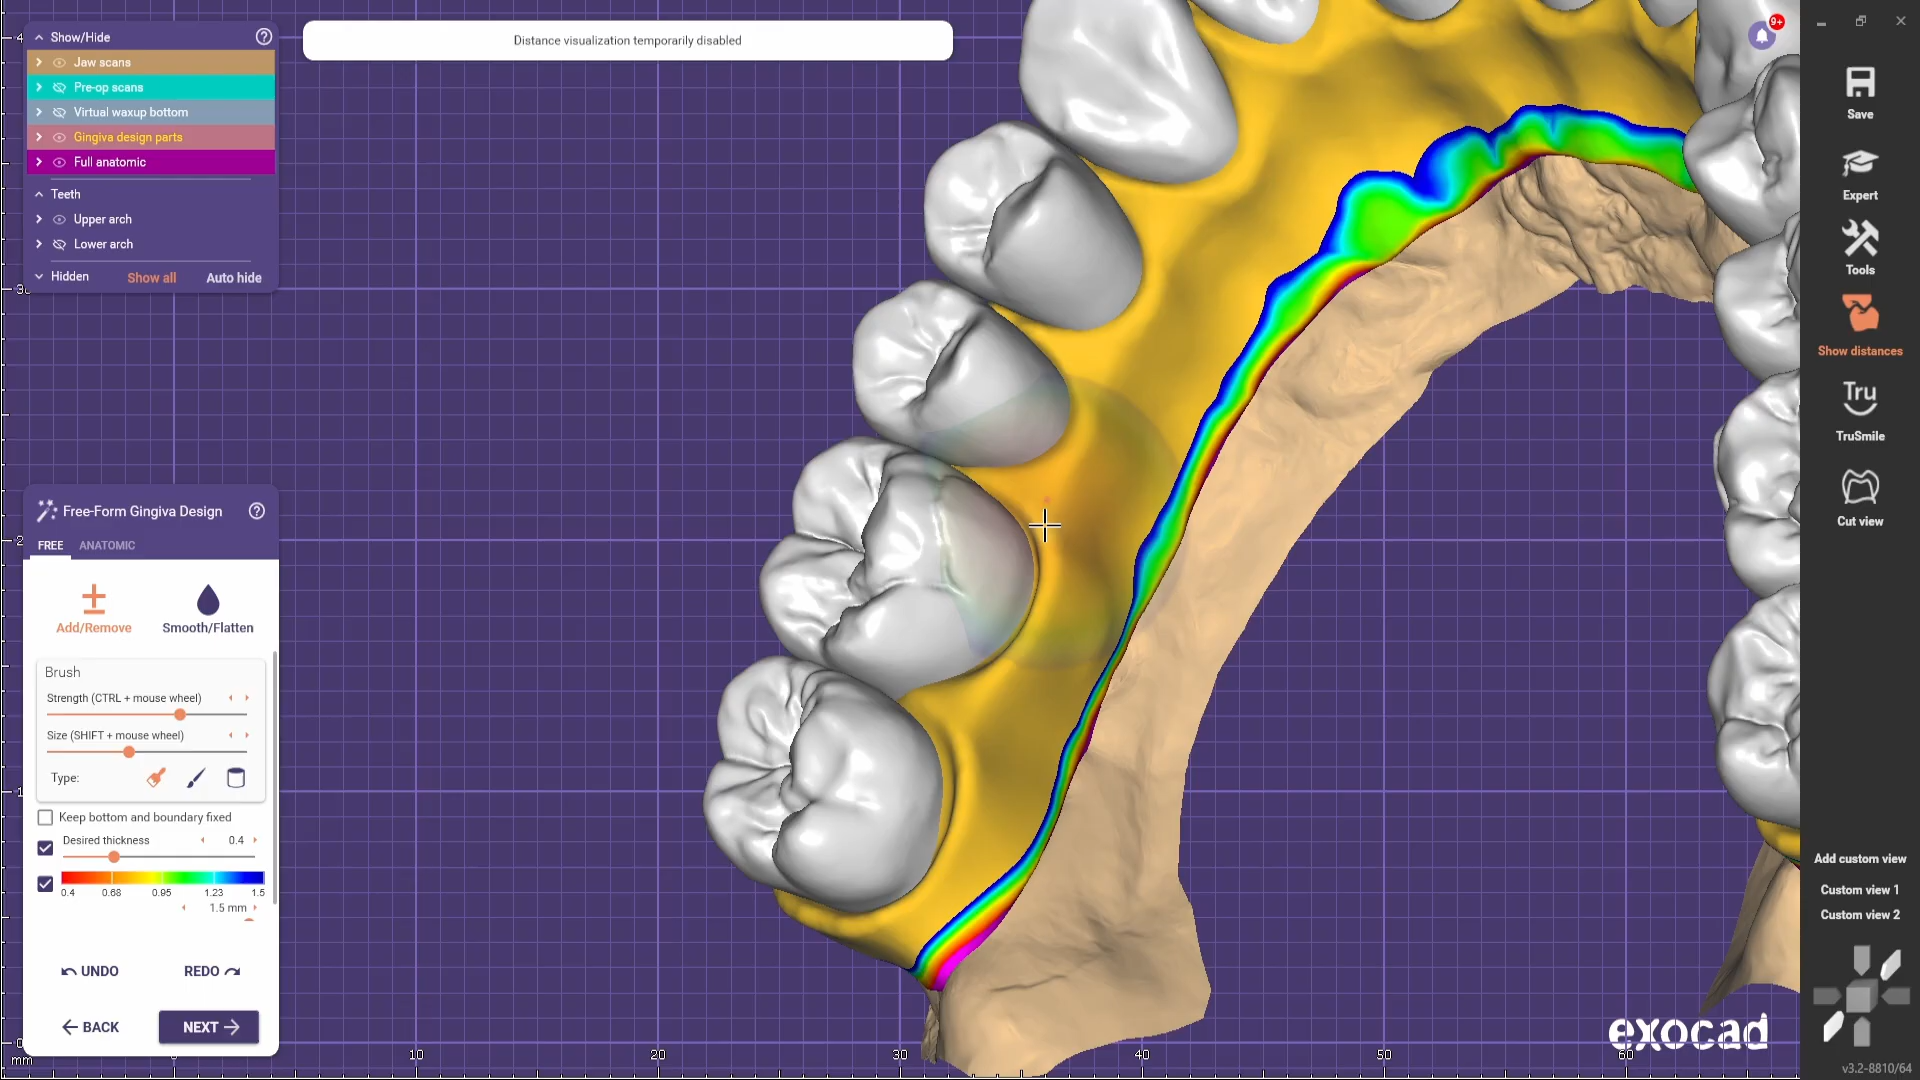 Show/Hide
Jaw scans
Pre-op scans
Virtual waxup bottom
Gingiva design parts
Full anatomic
Teeth
Upper arch
Lower arch
Hidden Show all Auto hide
Distance visualization temporarily disabled
9+
Save
Expert
Tools
Show distances
Tru
TruSmile
Cut view
Add custom view
Custom view 1
Custom view 2
Free-Form Gingiva Design
FREE ANATOMIC
Add/Remove Smooth/Flatten
Brush
Strength (CTRL + mouse wheel)
Size (SHIFT + mouse wheel)
Type:
Keep bottom and boundary fixed
Desired thickness 0.4
0.4 0.68 0.95 1.23 1.5
1.5 mm
UNDO REDO
BACK NEXT
mm 10 20 30 40 50 60
exocad
v3.2-8810/64